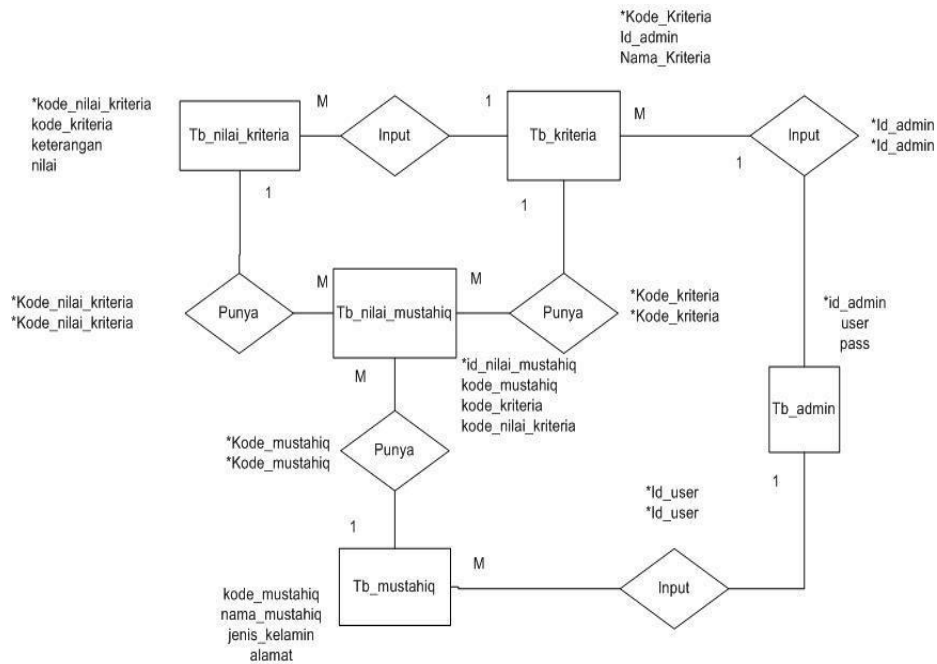 *Kode_Kriteria
Id_admin
Nama_Kriteria
*kode_nilai_kriteria
kode_kriteria
keterangan
nilai
Tb_nilai_kriteria
M
Input
1
Tb_kriteria
M
Input
*Id_admin
*Id_admin
1
1
1
*Kode_nilai_kriteria
*Kode_nilai_kriteria
Punya
M
Tb_nilai_mustahiq
M
Punya
*Kode_kriteria
*Kode_kriteria
*id_admin
user
pass
Tb_admin
M
*id_nilai_mustahiq
kode_mustahiq
kode_kriteria
kode_nilai_kriteria
*Kode_mustahiq
*Kode_mustahiq
Punya
1
*Id_user
*Id_user
1
Tb_mustahiq
M
Input
kode_mustahiq
nama_mustahiq
jenis_kelamin
alamat